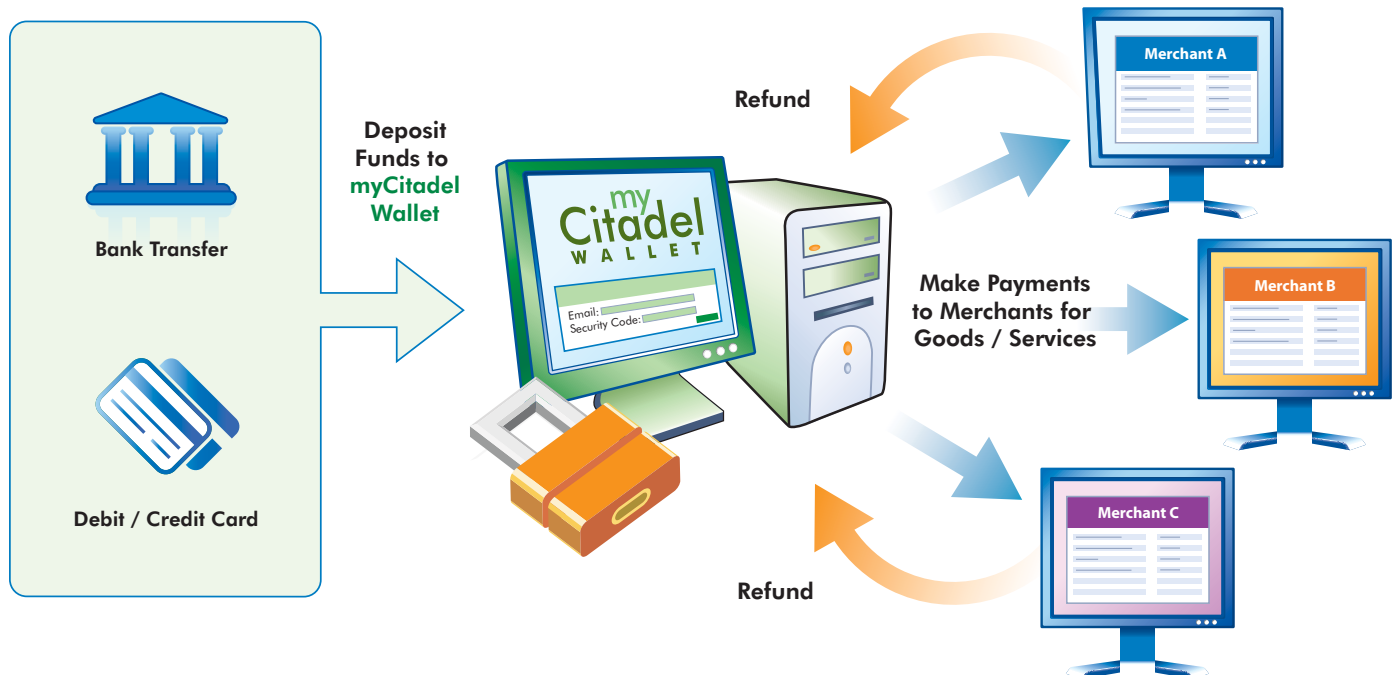 Bank Transfer
Debit / Credit Card
Deposit
Funds to
myCitadel
Wallet
my
Citadel
WALLET
Email:
Security Code:
Refund
Make Payments
to Merchants for
Goods / Services
Refund
Merchant A
Merchant B
Merchant C